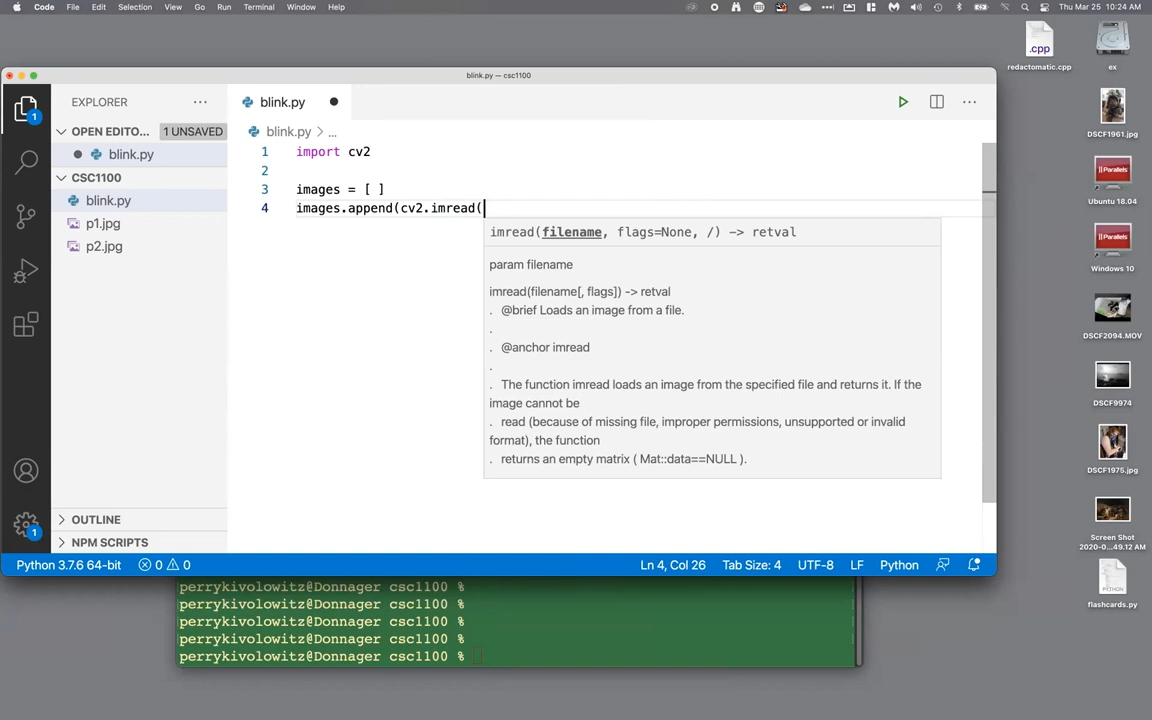 Code File Edit Selection View Go Run Terminal Window Help
Thu Mar 25 10:24 AM
.cpp
redactomatic.cpp
ex
blink.py — csc1100
EXPLORER
blink.py
OPEN EDITO...
1 UNSAVED
blink.py > ...
blink.py
CSC1100
blink.py
p1.jpg
p2.jpg
1 import cv2
2
3 images = [ ]
4 images.append(cv2.imread(
imread(filename, flags=None, /) -> retval
param filename
imread(filename[, flags]) -> retval
. @brief Loads an image from a file.
.
. @anchor imread
.
. The function imread loads an image from the specified file and returns it. If the
image cannot be
. read (because of missing file, improper permissions, unsupported or invalid
format), the function
. returns an empty matrix ( Mat::data==NULL ).
1
1
OUTLINE
NPM SCRIPTS
Python 3.7.6 64-bit
0 0
Ln 4, Col 26
Tab Size: 4
UTF-8
LF
Python
perrykivolowitz@Donnager csc1100 %
perrykivolowitz@Donnager csc1100 %
perrykivolowitz@Donnager csc1100 %
perrykivolowitz@Donnager csc1100 %
perrykivolowitz@Donnager csc1100 %
DSCF1961.jpg
|| Parallels
Ubuntu 18.04
|| Parallels
Windows 10
DSCF2094.MOV
DSCF9974
DSCF1975.jpg
Screen Shot
2020-0...49.12 AM
PYTHON
flashcards.py